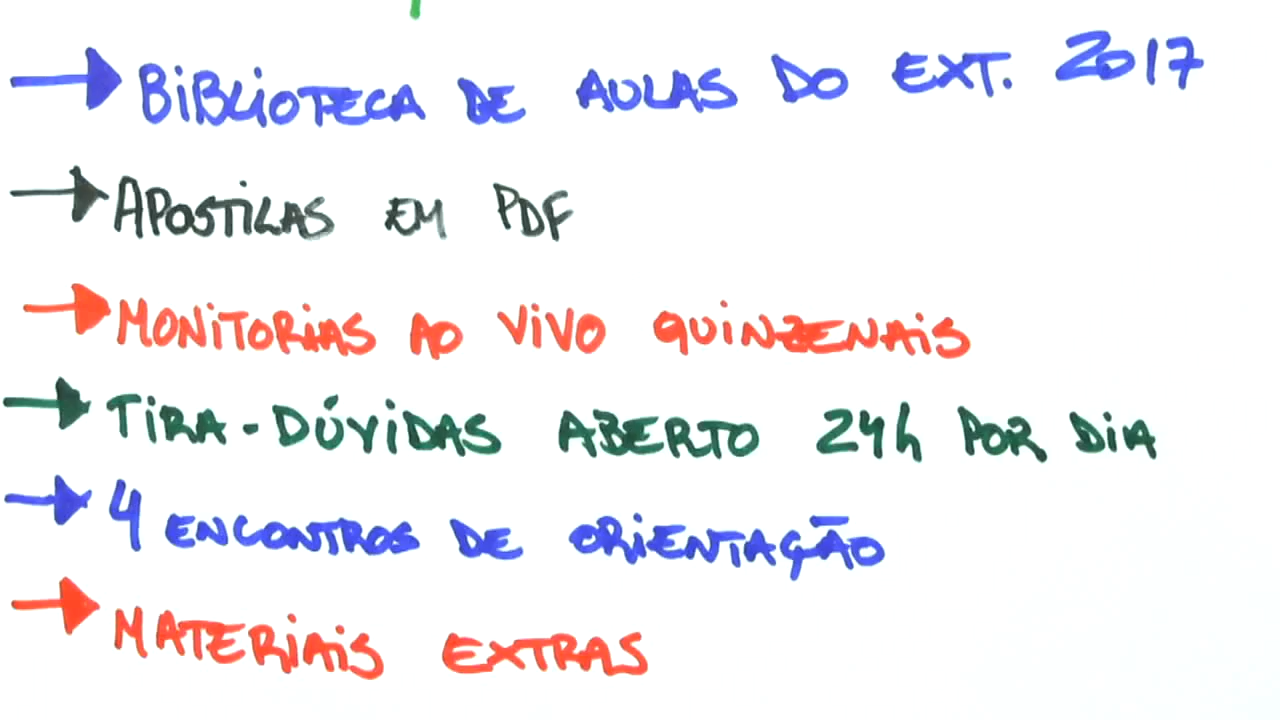 BIBLIOTECA DE AULAS DO EXT. 2017
APOSTILAS EM PDF
MONITORIAS AO VIVO QUINZENAIS
TIRA-DÚVIDAS ABERTO 24h POR DIA
4 ENCONTROS DE ORIENTAÇÃO
MATERIAIS EXTRAS